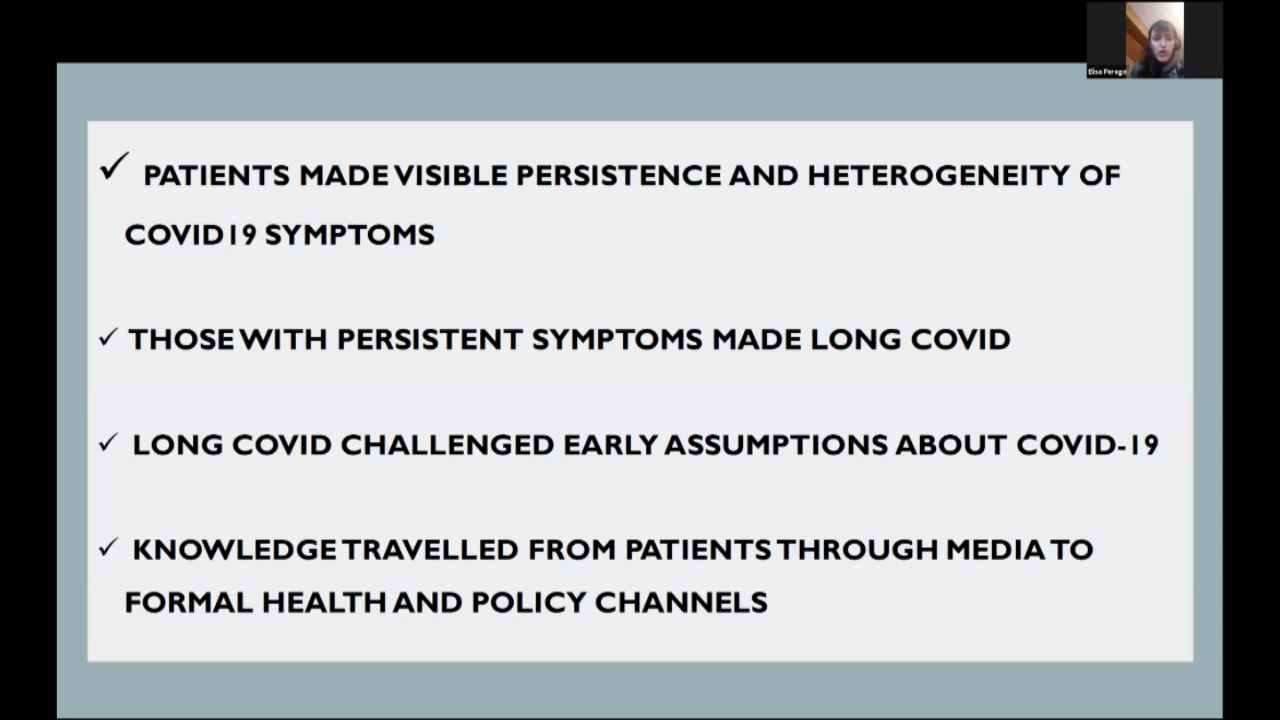 Elisa Perego
✓ PATIENTS MADE VISIBLE PERSISTENCE AND HETEROGENEITY OF
COVID19 SYMPTOMS
✓ THOSE WITH PERSISTENT SYMPTOMS MADE LONG COVID
✓ LONG COVID CHALLENGED EARLY ASSUMPTIONS ABOUT COVID-19
✓ KNOWLEDGE TRAVELLED FROM PATIENTS THROUGH MEDIA TO
FORMAL HEALTH AND POLICY CHANNELS